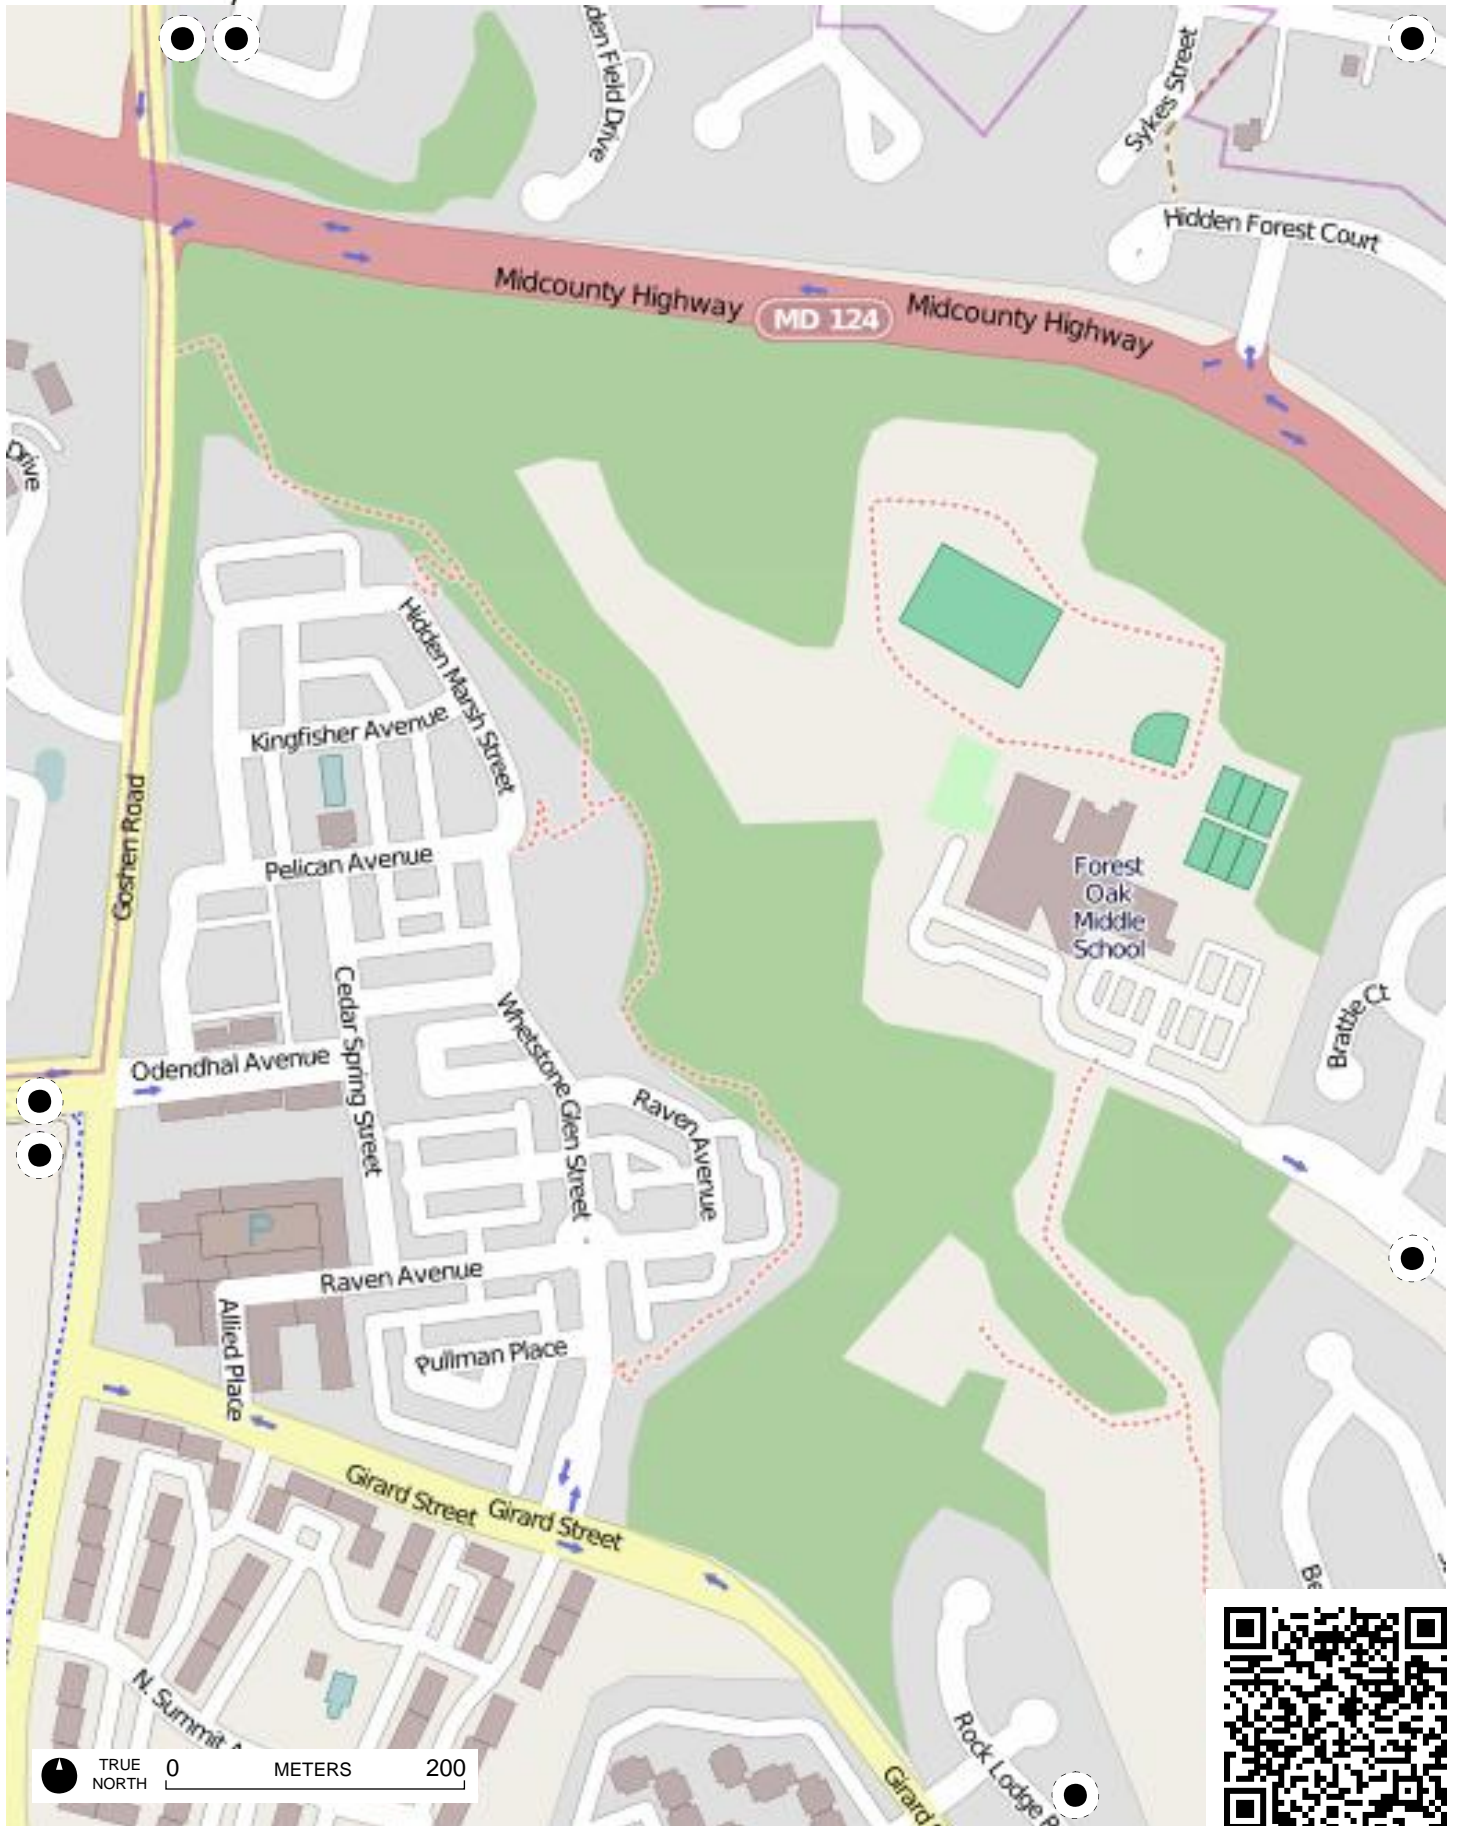 den Field Drive
Sykes Street
Hidden Forest Court
Midcounty Highway
MD 124
Midcounty Highway
Drive
Hidden Marsh Street
Kingfisher Avenue
Goshen Road
Pelican Avenue
Forest
Oak
Middle
School
Cedar Spring Street
Whetstone Glen Street
Brattle Ct
Odendhal Avenue
Raven Avenue
P
Raven Avenue
Allied Place
Pullman Place
Girard Street
Girard Street
Be
N. Summit A
Rock Lodge R
Girard
TRUE
NORTH
0
METERS
200